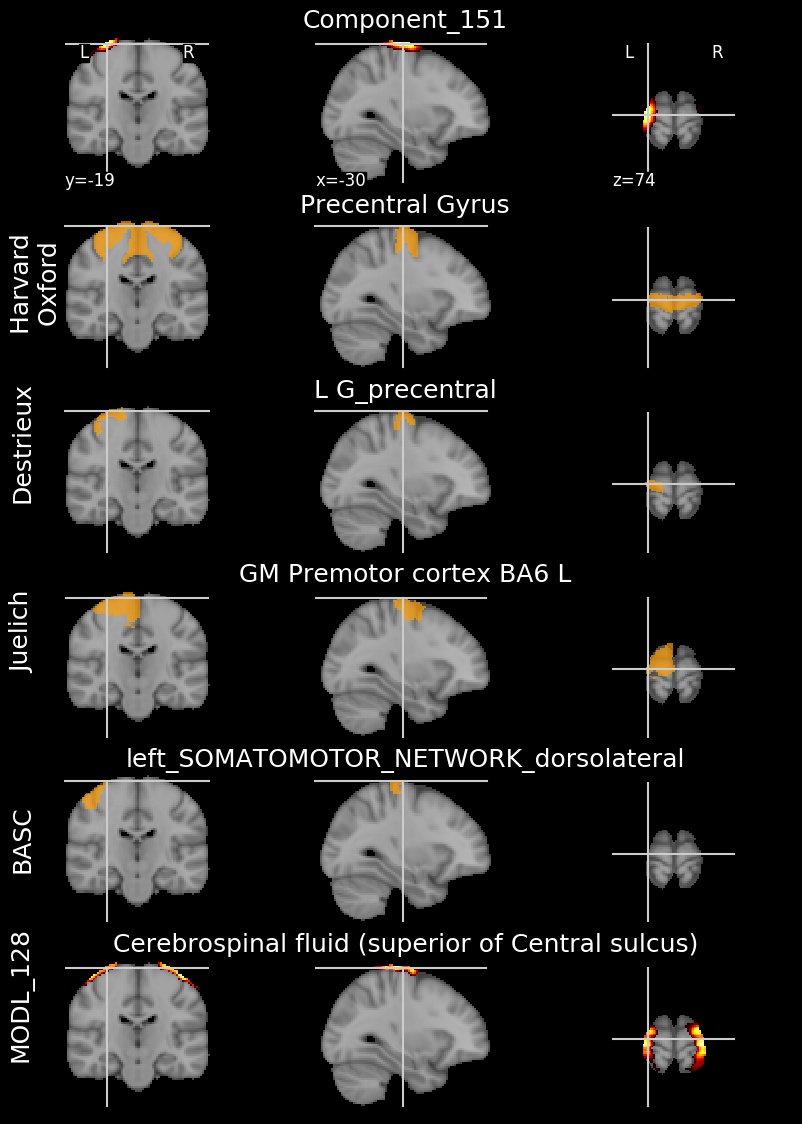 Component_151
L
R
L
R
y=-19
x=-30
z=74
Precentral Gyrus
Harvard
Oxford
L G_precentral
Destrieux
GM Premotor cortex BA6 L
Juelich
left_SOMATOMOTOR_NETWORK_dorsolateral
BASC
Cerebrospinal fluid (superior of Central sulcus)
MODL_128